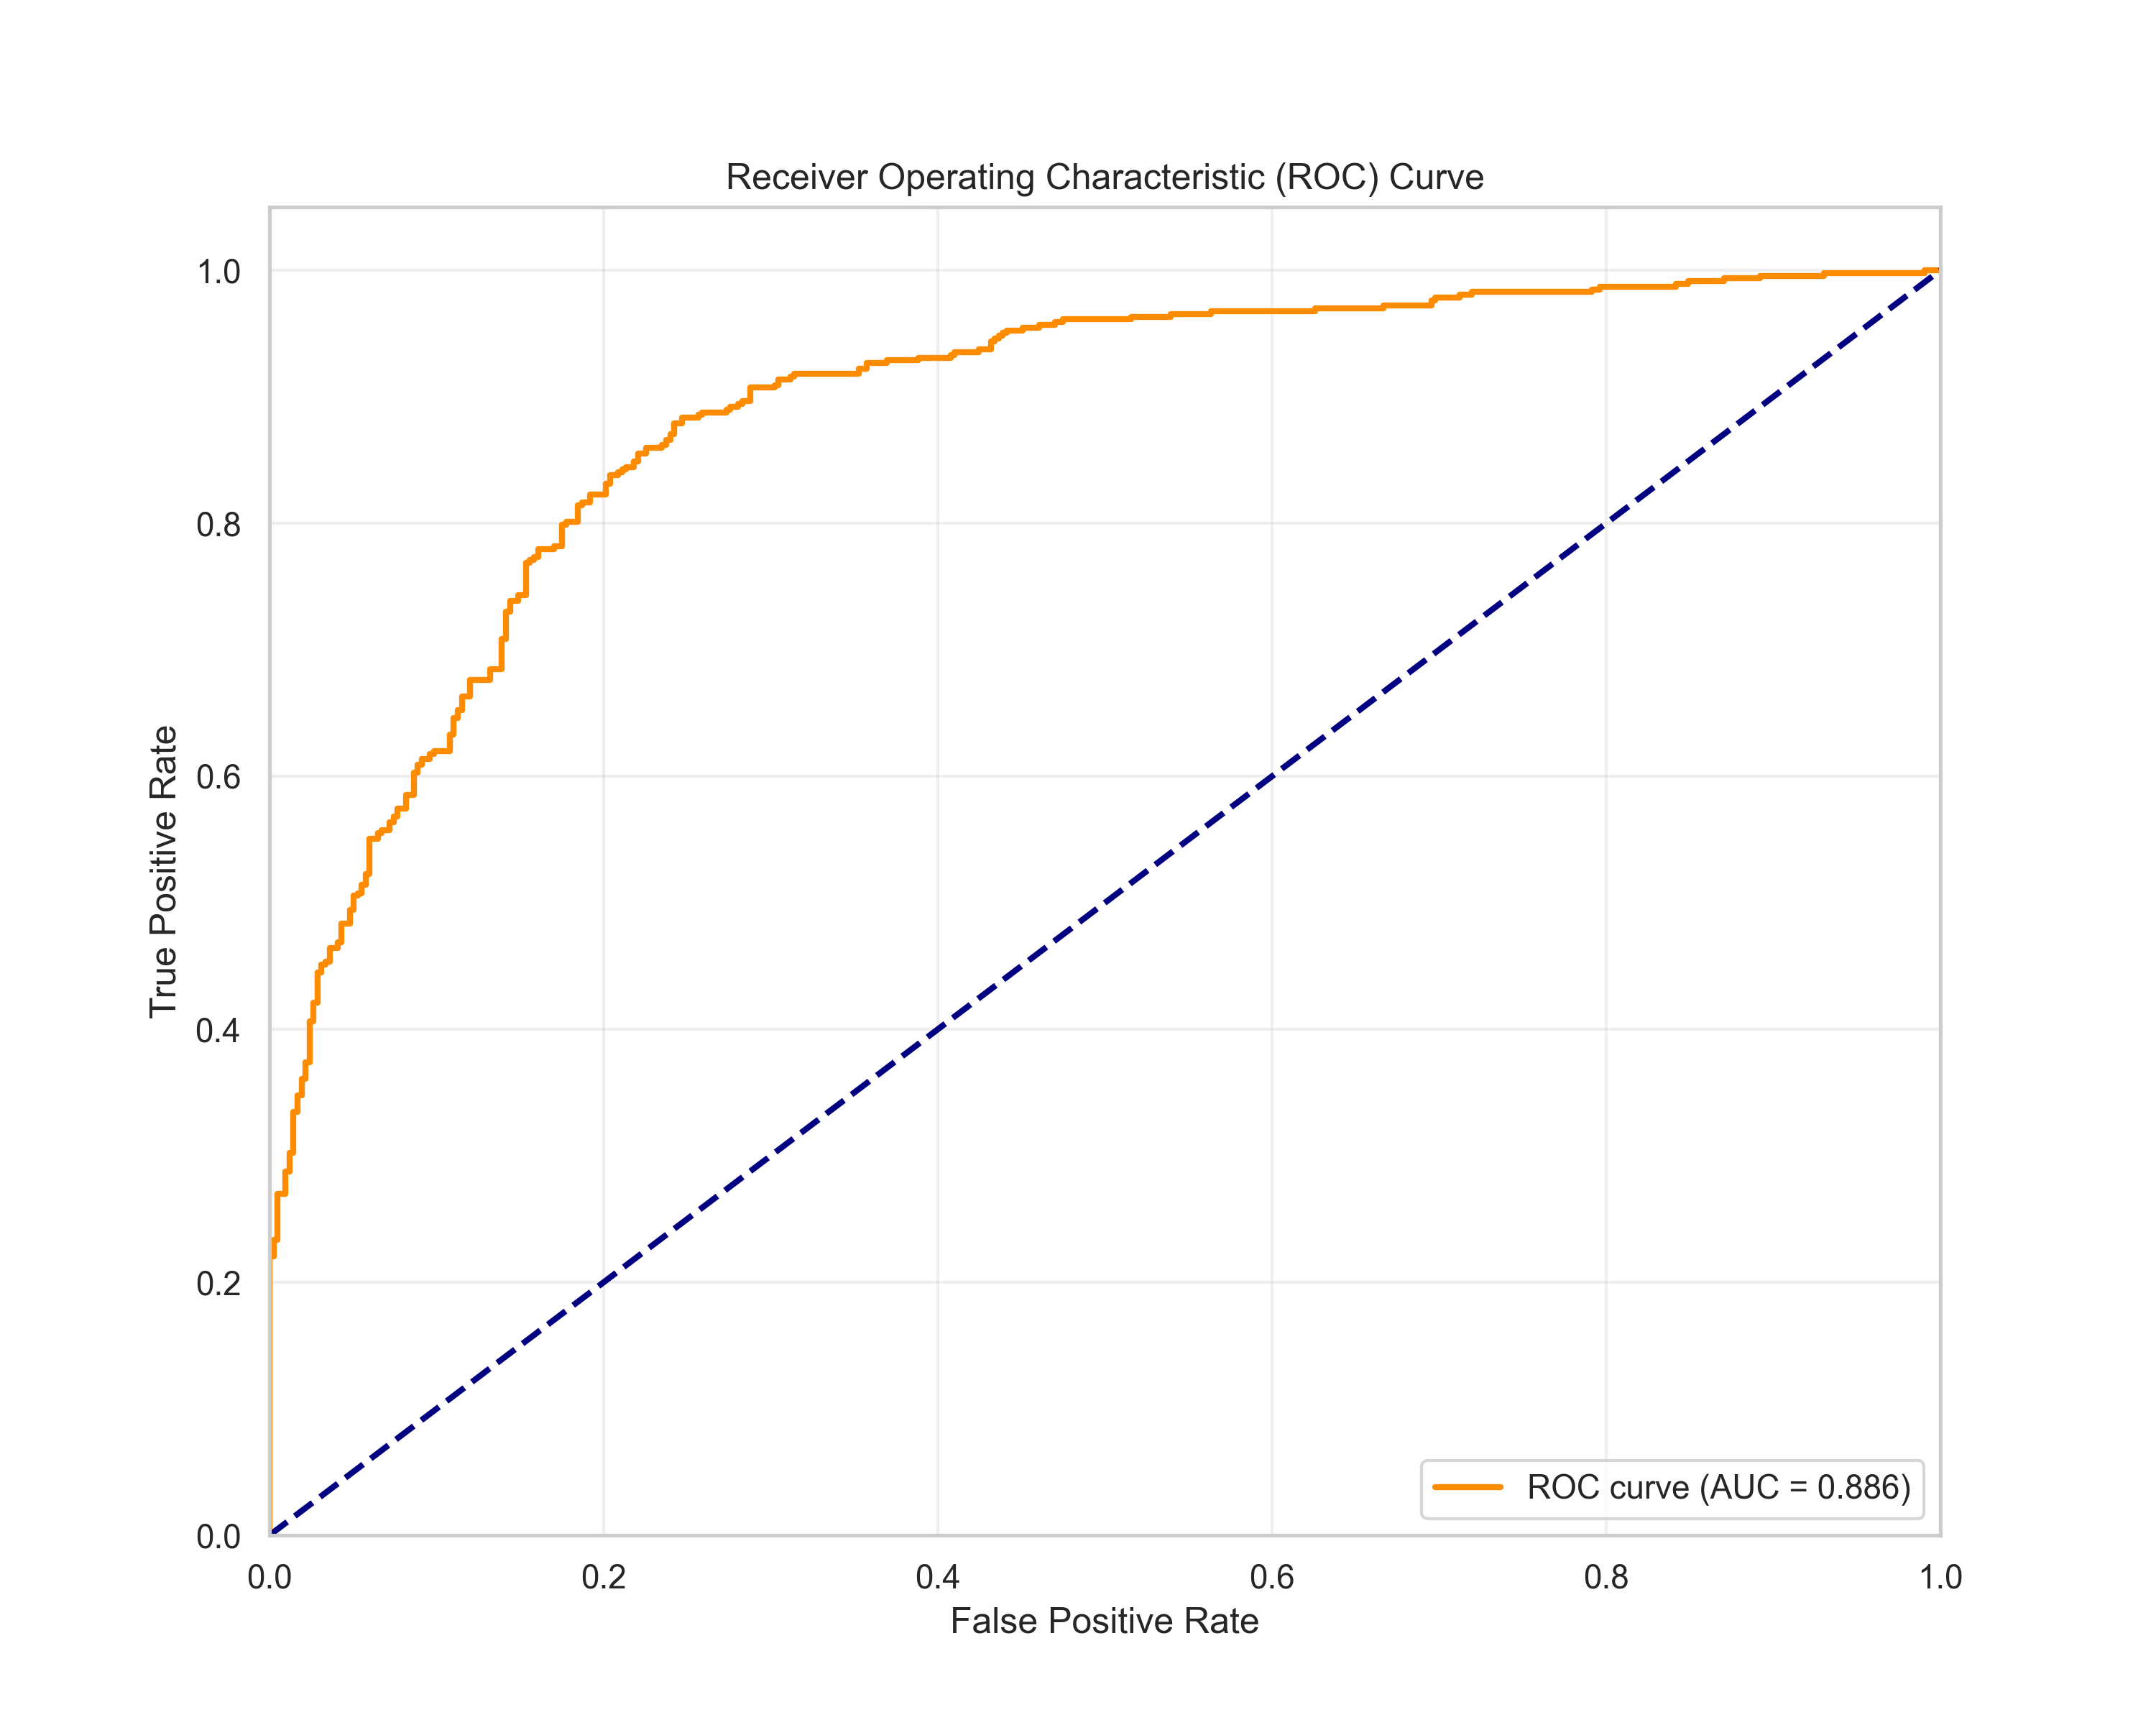 Receiver Operating Characteristic (ROC) Curve
1.0
0.8
0.6
0.4
0.2
0.0
True Positive Rate
0.0 0.2 0.4 0.6 0.8 1.0
False Positive Rate
ROC curve (AUC = 0.886)